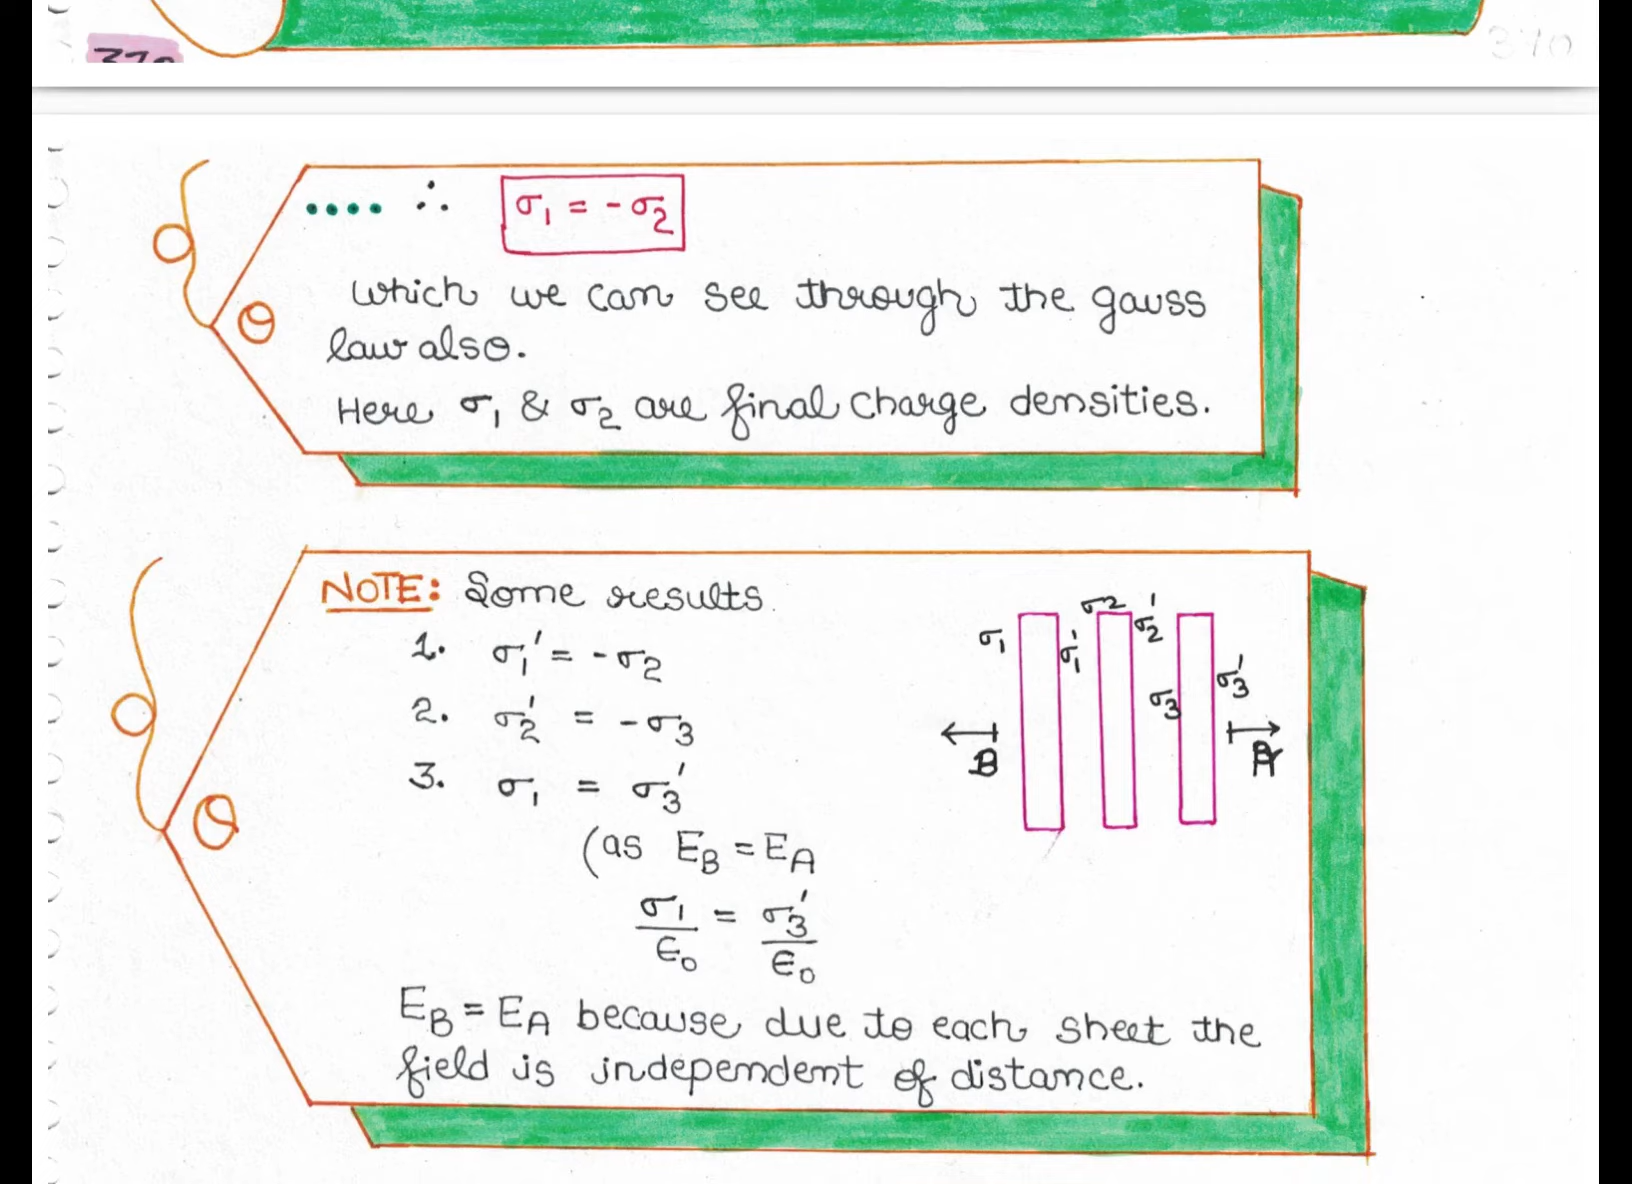 370
.... ∴ σ₁ = -σ₂
which we can see through the gauss
law also.
Here σ₁ & σ₂ are final charge densities.
NOTE: Some results
1. σ₁' = -σ₂
2. σ₂' = -σ₃
3. σ₁ = σ₃'
(as E_B = E_A
σ₁/ϵ₀ = σ₃'/ϵ₀
E_B = E_A because due to each sheet the
field is independent of distance.
σ₁ σ₁' σ₂ σ₂' σ₃ σ₃'
B A